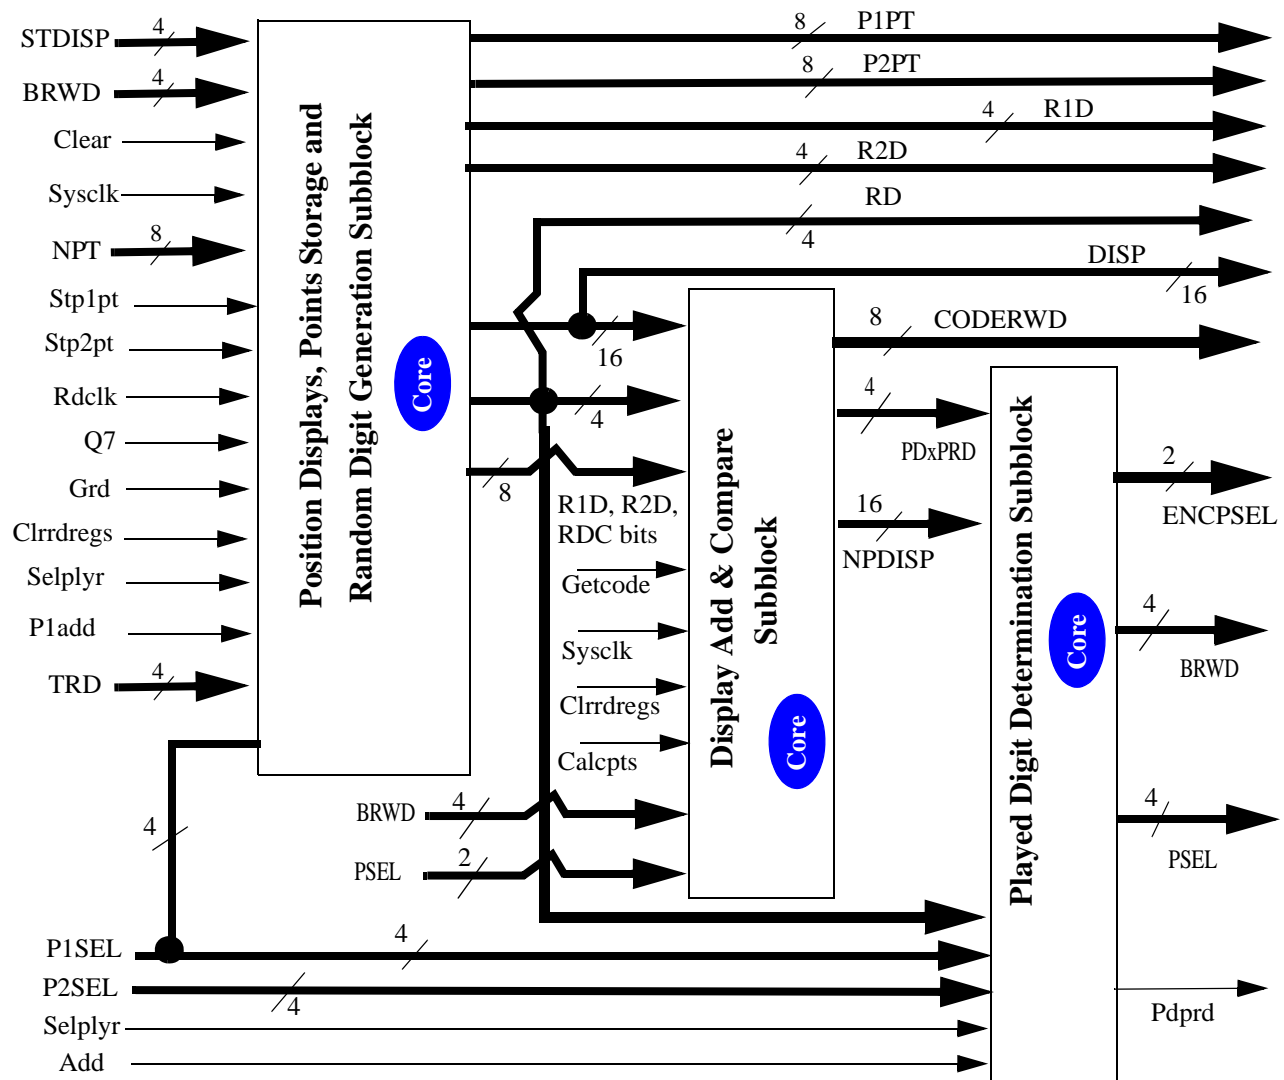 STDISP
4
BRWD
4
Clear
Sysclk
NPT
8
Stp1pt
Stp2pt
Rdclk
Q7
Grd
Clrrdregs
Selplyr
P1add
TRD
4
4
P1SEL
4
P2SEL
4
Selplyr
Add
Position Displays, Points Storage and
Random Digit Generation Subblock
Core
8
P1PT
8
P2PT
4
R1D
4
R2D
RD
4
DISP
16
16
4
8
R1D, R2D,
RDC bits
Getcode
Sysclk
Clrrdregs
Calcpts
BRWD
4
PSEL
2
Display Add & Compare
Subblock
Core
8
CODERWD
4
PDxPRD
16
NPDISP
Played Digit Determination Subblock
Core
2
ENCPSEL
4
BRWD
4
PSEL
Pdprd